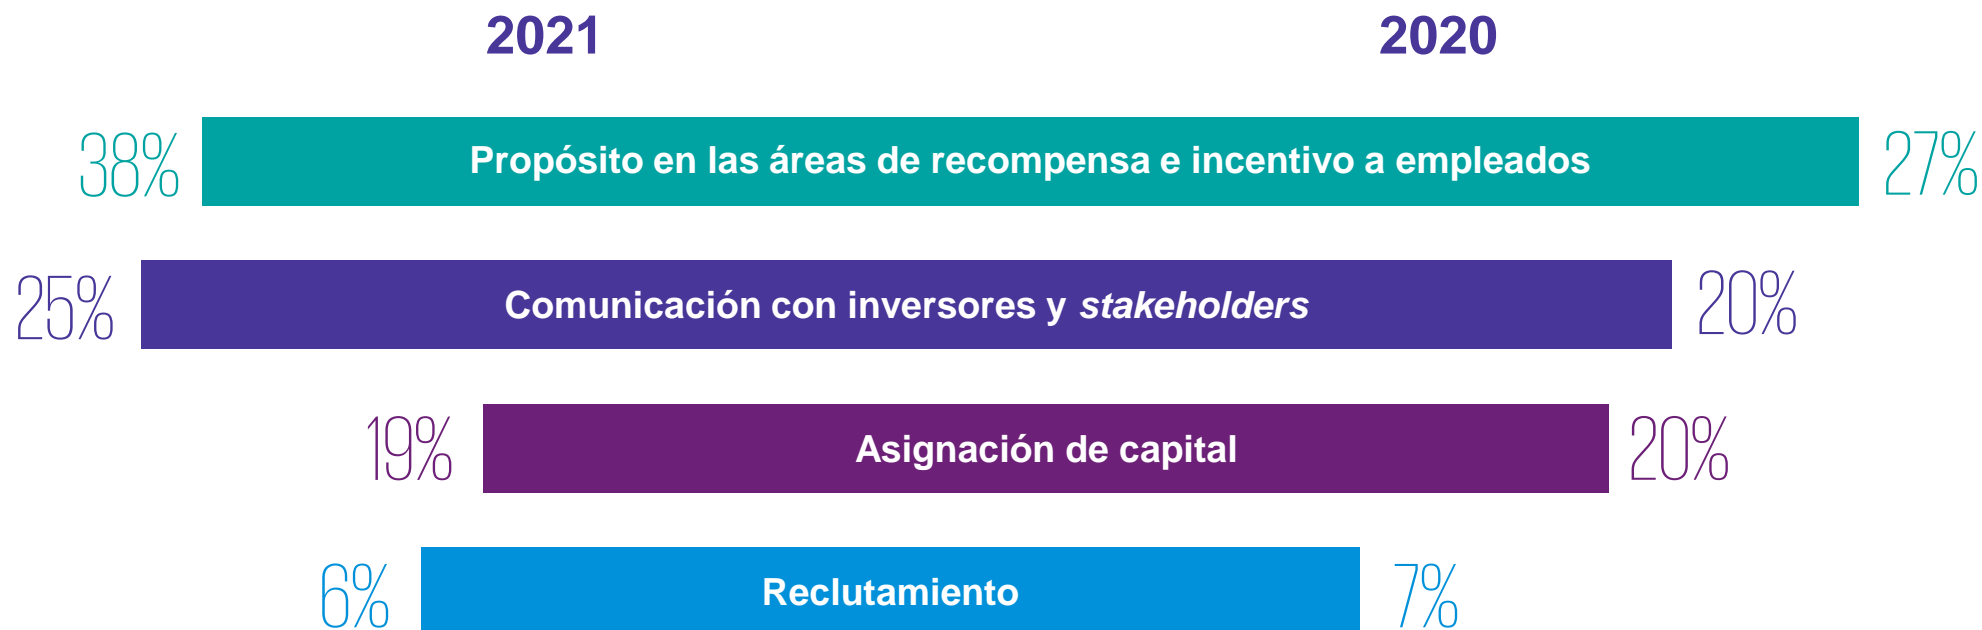 2021 2020
38% Propósito en las áreas de recompensa e incentivo a empleados 27%
25% Comunicación con inversores y stakeholders 20%
19% Asignación de capital 20%
6% Reclutamiento 7%